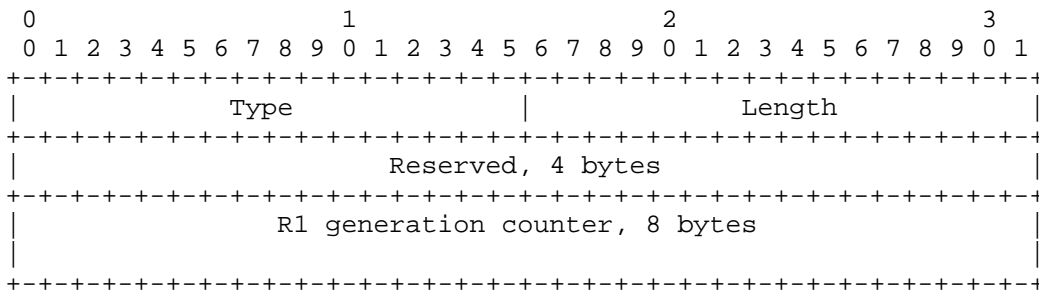 0                   1                   2                   3
 0 1 2 3 4 5 6 7 8 9 0 1 2 3 4 5 6 7 8 9 0 1 2 3 4 5 6 7 8 9 0 1
+-+-+-+-+-+-+-+-+-+-+-+-+-+-+-+-+-+-+-+-+-+-+-+-+-+-+-+-+-+-+-+-+
|             Type              |             Length            |
+-+-+-+-+-+-+-+-+-+-+-+-+-+-+-+-+-+-+-+-+-+-+-+-+-+-+-+-+-+-+-+-+
|                       Reserved, 4 bytes                       |
+-+-+-+-+-+-+-+-+-+-+-+-+-+-+-+-+-+-+-+-+-+-+-+-+-+-+-+-+-+-+-+-+
|                R1 generation counter, 8 bytes                 |
|                                                               |
+-+-+-+-+-+-+-+-+-+-+-+-+-+-+-+-+-+-+-+-+-+-+-+-+-+-+-+-+-+-+-+-+